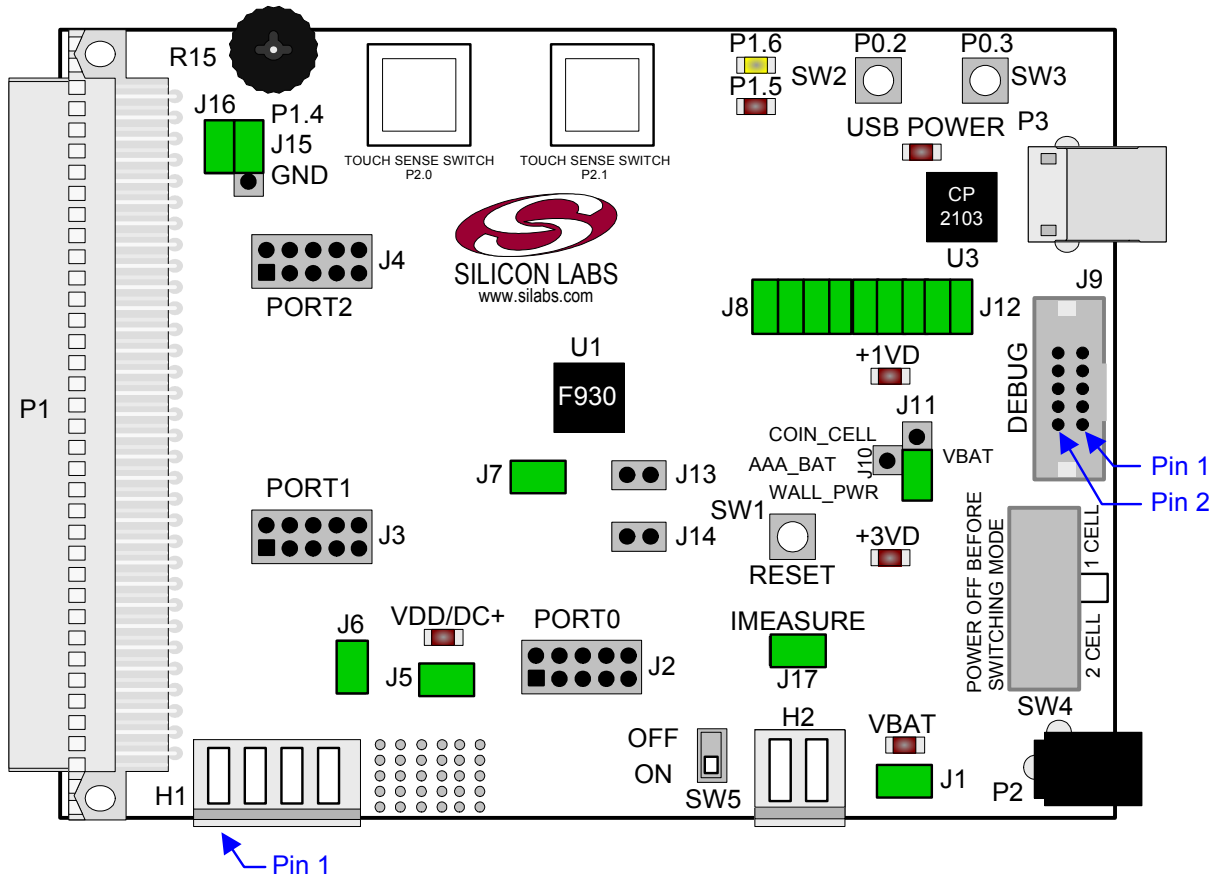 R15
P1.6
P0.2
P0.3
SW2
SW3
P1.5
J16
P1.4
J15
GND
TOUCH SENSE SWITCH
P2.0
TOUCH SENSE SWITCH
P2.1
USB POWER
P3
CP
2103
U3
SILICON LABS
www.silabs.com
J4
PORT2
J8
J12
J9
DEBUG
+1VD
U1
F930
P1
J11
COIN_CELL
AAA_BAT
J10
VBAT
WALL_PWR
Pin 1
Pin 2
J7
J13
J14
PORT1
J3
SW1
RESET
+3VD
POWER OFF BEFORE
SWITCHING MODE
1 CELL
2 CELL
SW4
J6
VDD/DC+
J5
PORT0
J2
IMEASURE
J17
OFF
ON
SW5
H2
VBAT
J1
P2
H1
Pin 1